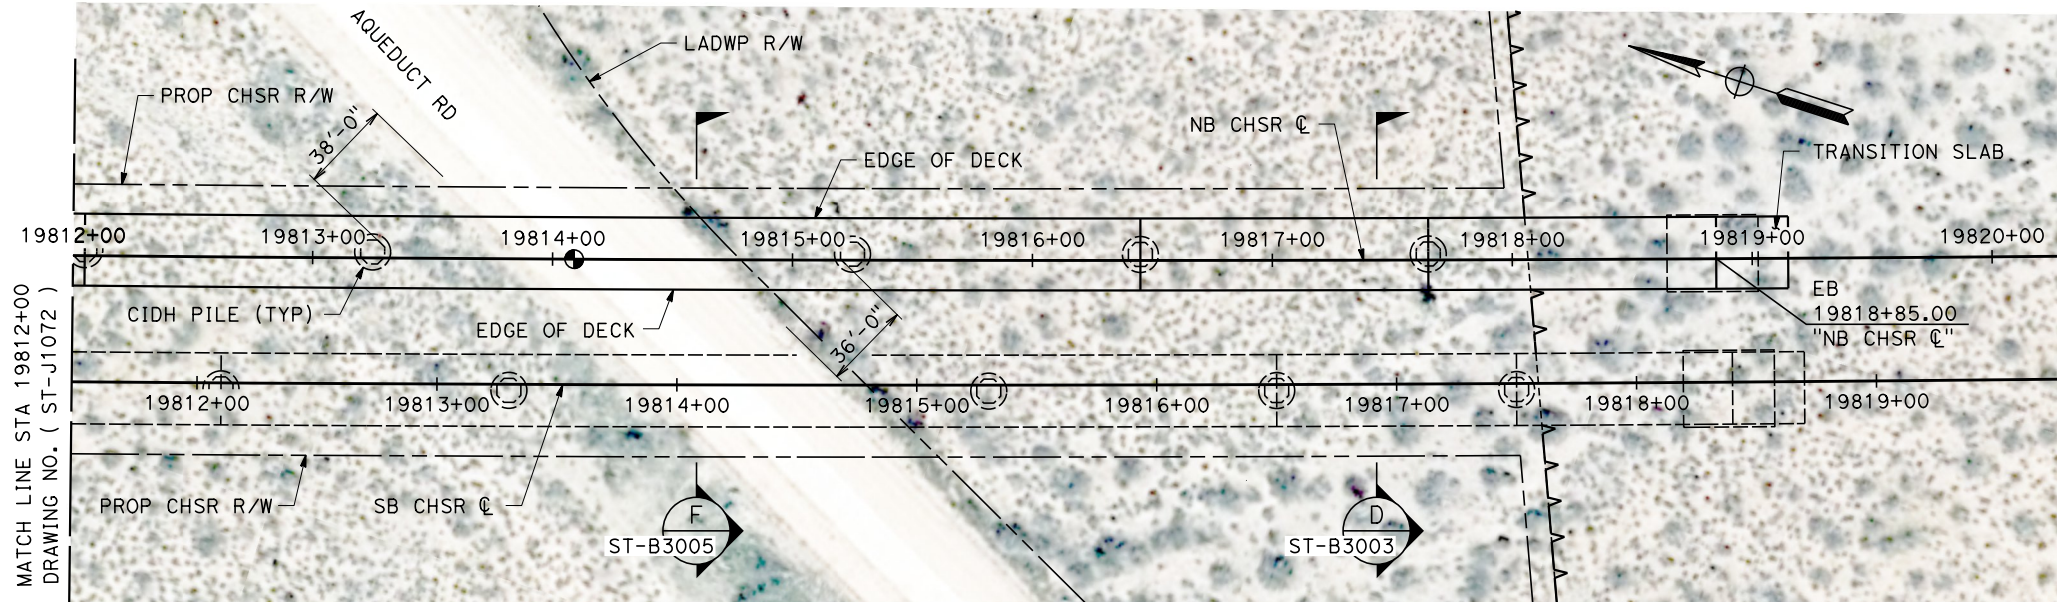 AQUEDUCT RD
LADWP R/W
PROP CHSR R/W
38'-0"
NB CHSR ℄
EDGE OF DECK
TRANSITION SLAB
19812+00
19813+00
19814+00
19815+00
19816+00
19817+00
19818+00
19819+00
19820+00
MATCH LINE STA 19812+00
DRAWING NO. ( ST-J1072 )
CIDH PILE (TYP)
EDGE OF DECK
36'-0"
EB
19818+85.00
"NB CHSR ℄"
19812+00
19813+00
19814+00
19815+00
19816+00
19817+00
19818+00
19819+00
PROP CHSR R/W
SB CHSR ℄
F
ST-B3005
D
ST-B3003